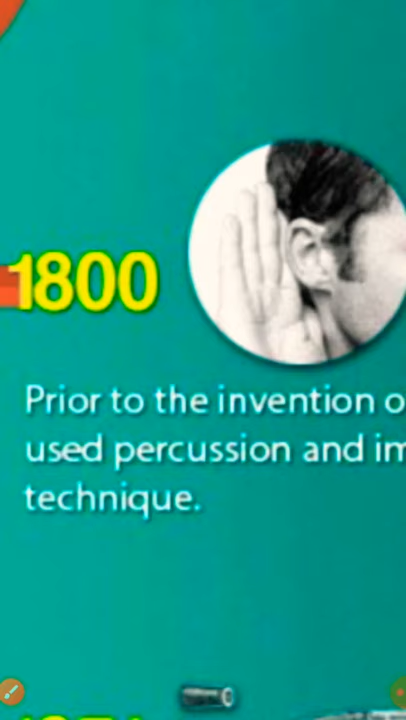 1800
Prior to the invention o
used percussion and im
technique.